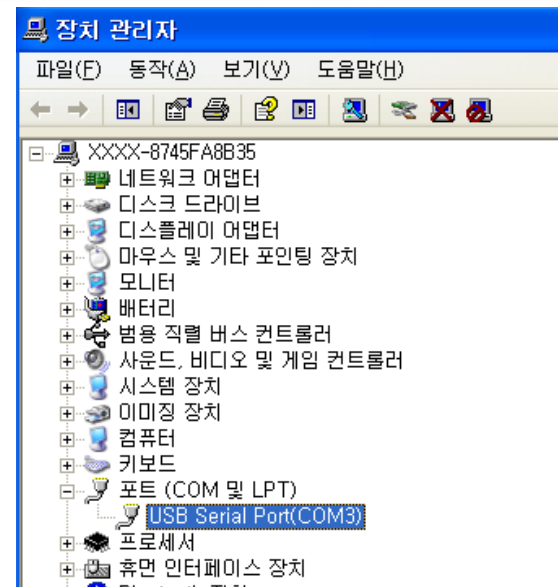 장치 관리자
파일(F) 동작(A) 보기(V) 도움말(H)
XXXX-8745FA8B35
네트워크 어댑터
디스크 드라이브
디스플레이 어댑터
마우스 및 기타 포인팅 장치
모니터
배터리
범용 직렬 버스 컨트롤러
사운드, 비디오 및 게임 컨트롤러
시스템 장치
이미징 장치
컴퓨터
키보드
포트 (COM 및 LPT)
USB Serial Port(COM3)
프로세서
휴먼 인터페이스 장치